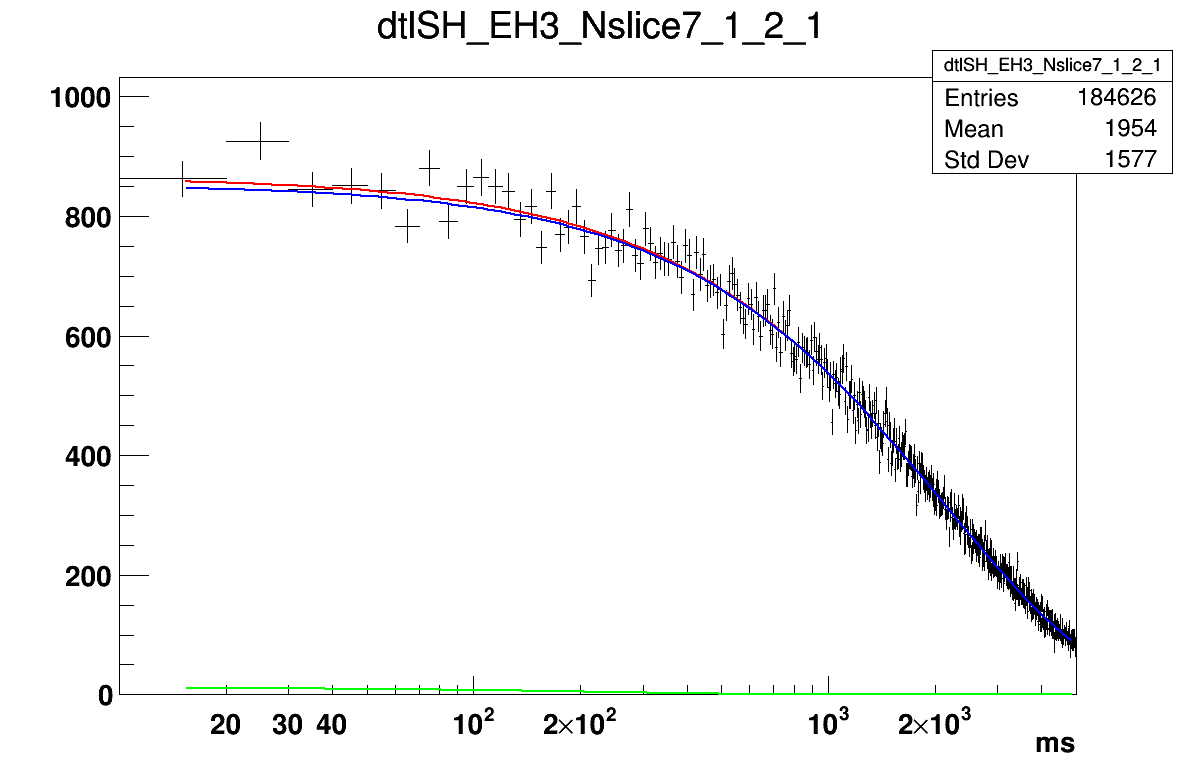 dtlSH_EH3_Nslice7_1_2_1
dtlSH_EH3_Nslice7_1_2_1
Entries 184626
Mean 1954
Std Dev 1577
1000
800
600
400
200
0
20 30 40 10² 2×10² 10³ 2×10³
ms